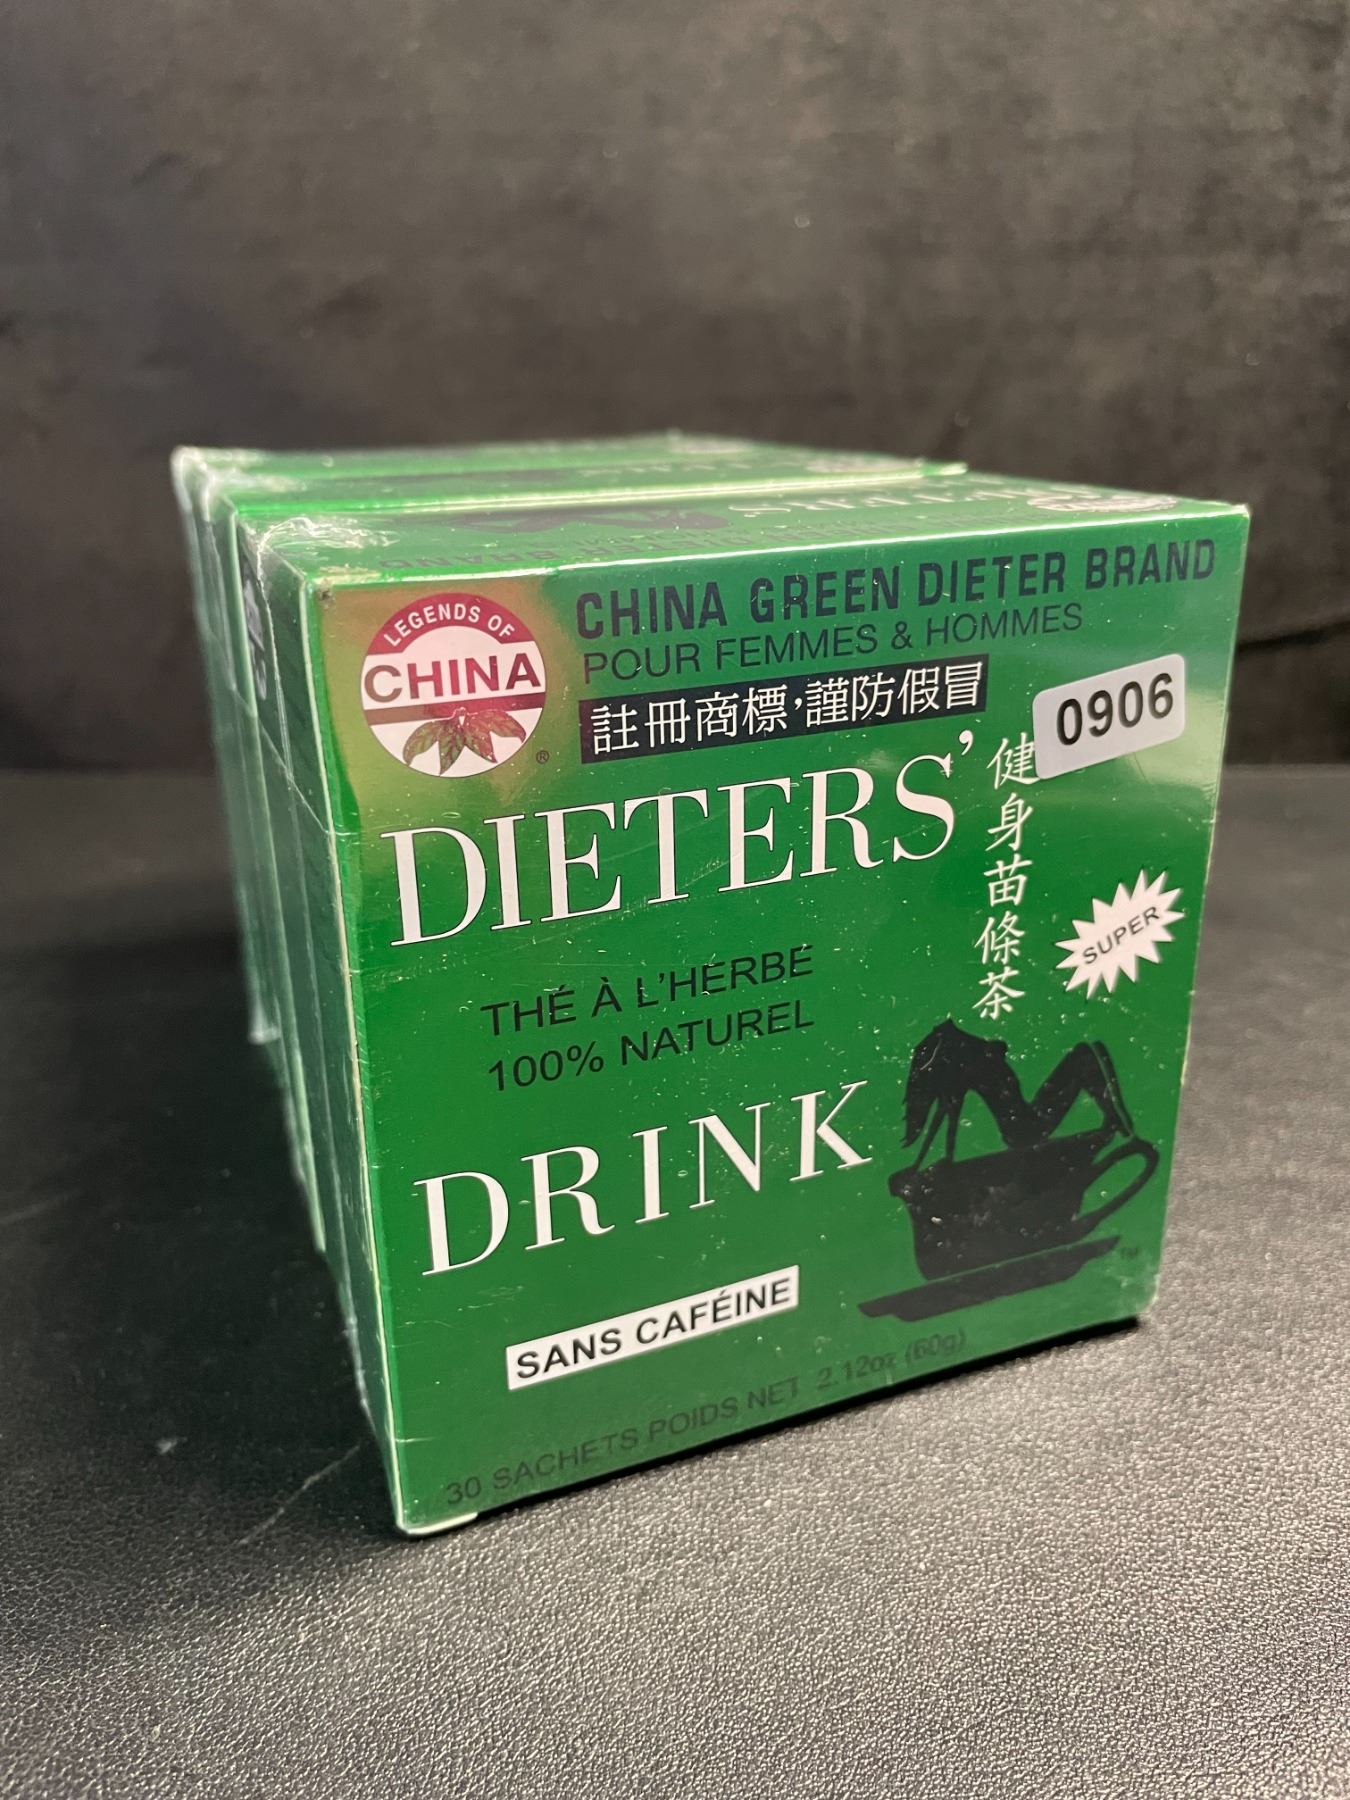 LEGENDS OF
CHINA
®
CHINA GREEN DIETER BRAND
POUR FEMMES & HOMMES
註冊商標,謹防假冒
0906
DIETERS'
健身苗條茶
SUPER
THÉ À L'HERBE
100% NATUREL
DRINK
TM
SANS CAFÉINE
30 SACHETS POIDS NET 2.12oz (60g)